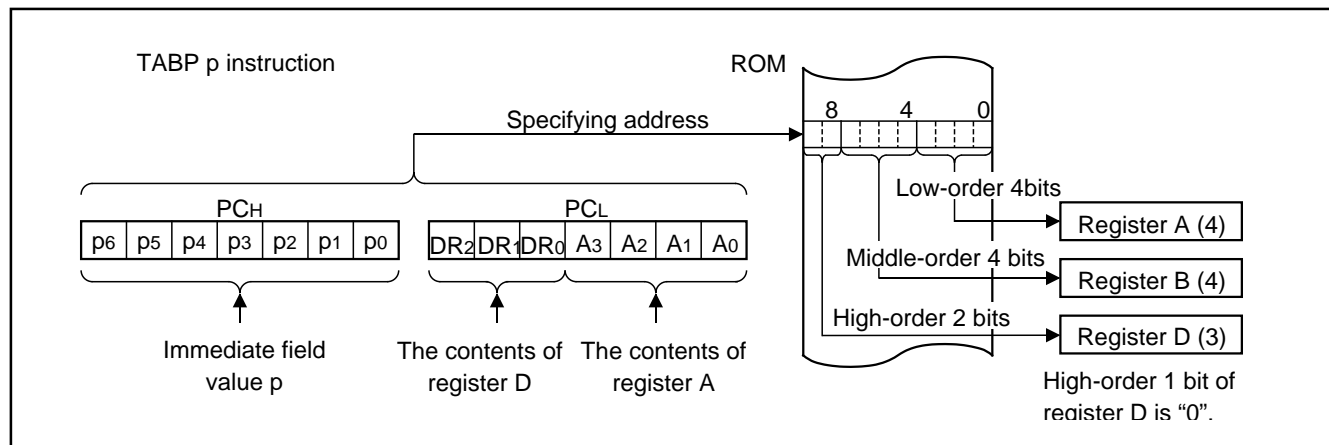 TABP p instruction
ROM
8 4 0
Specifying address
Low-order 4bits
PCH
PCL
Register A (4)
p6 p5 p4 p3 p2 p1 p0
DR2 DR1 DR0 A3 A2 A1 A0
Middle-order 4 bits
Register B (4)
High-order 2 bits
Register D (3)
Immediate field
value p
The contents of
register D
The contents of
register A
High-order 1 bit of
register D is “0”.